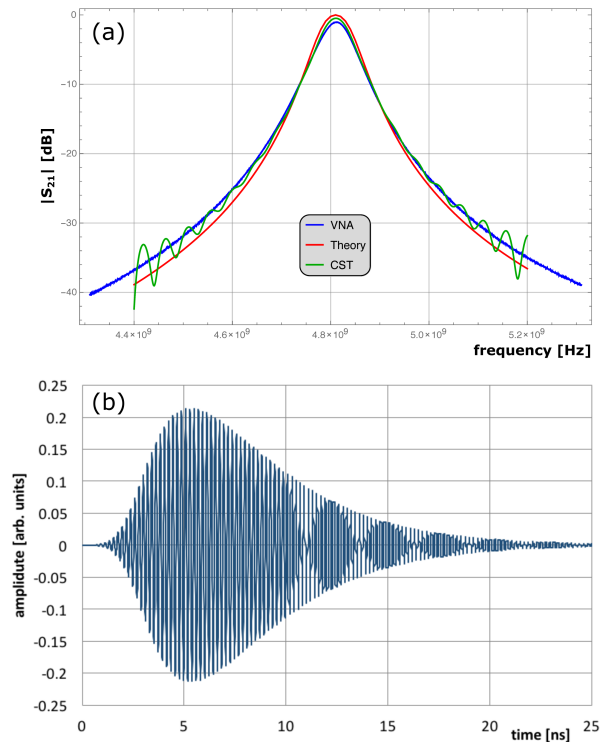 (a)
0
−10
−20
−30
−40
|S21| [dB]
VNA
Theory
CST
4.4×10⁹ 4.6×10⁹ 4.8×10⁹ 5.0×10⁹ 5.2×10⁹
frequency [Hz]
(b)
0.25
0.2
0.15
0.1
0.05
0
-0.05
-0.1
-0.15
-0.2
-0.25
amplidute [arb. units]
0 5 10 15 20 25
time [ns]